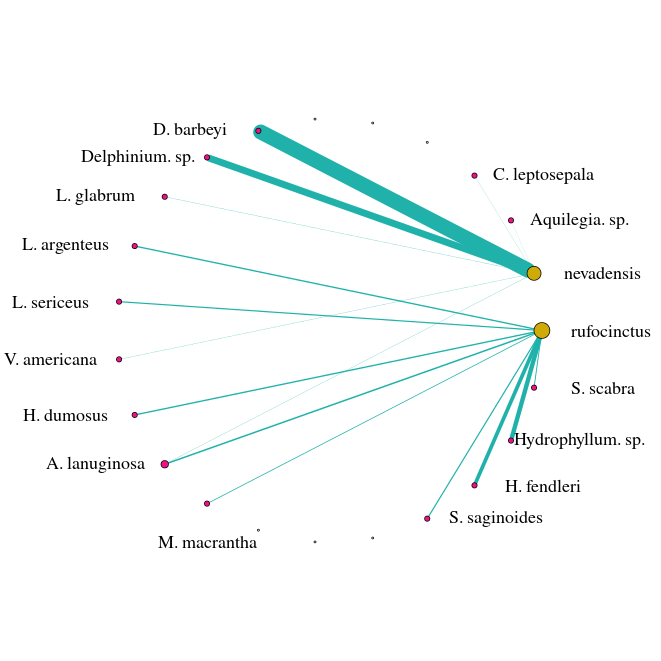 D. barbeyi
Delphinium. sp.
C. leptosepala
L. glabrum
Aquilegia. sp.
L. argenteus
nevadensis
L. sericeus
rufocinctus
V. americana
S. scabra
H. dumosus
Hydrophyllum. sp.
A. lanuginosa
H. fendleri
S. saginoides
M. macrantha